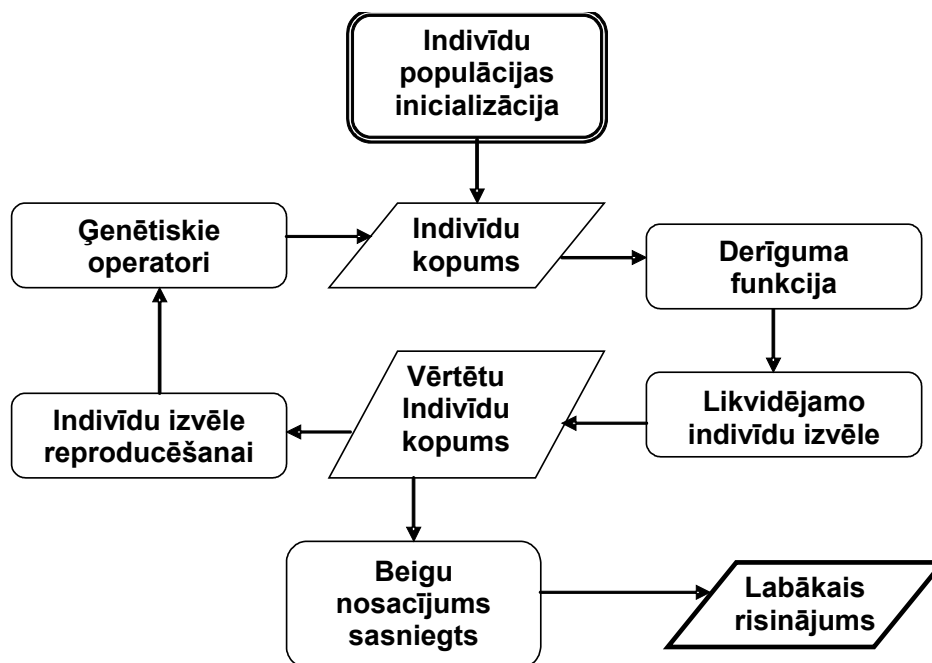 Indivīdu
populācijas
inicializācija
Ģenētiskie
operatori
Indivīdu
kopums
Derīguma
funkcija
Vērtētu
Indivīdu
kopums
Likvidējamo
indivīdu izvēle
Indivīdu izvēle
reproducēšanai
Beigu
nosacījums
sasniegts
Labākais
risinājums